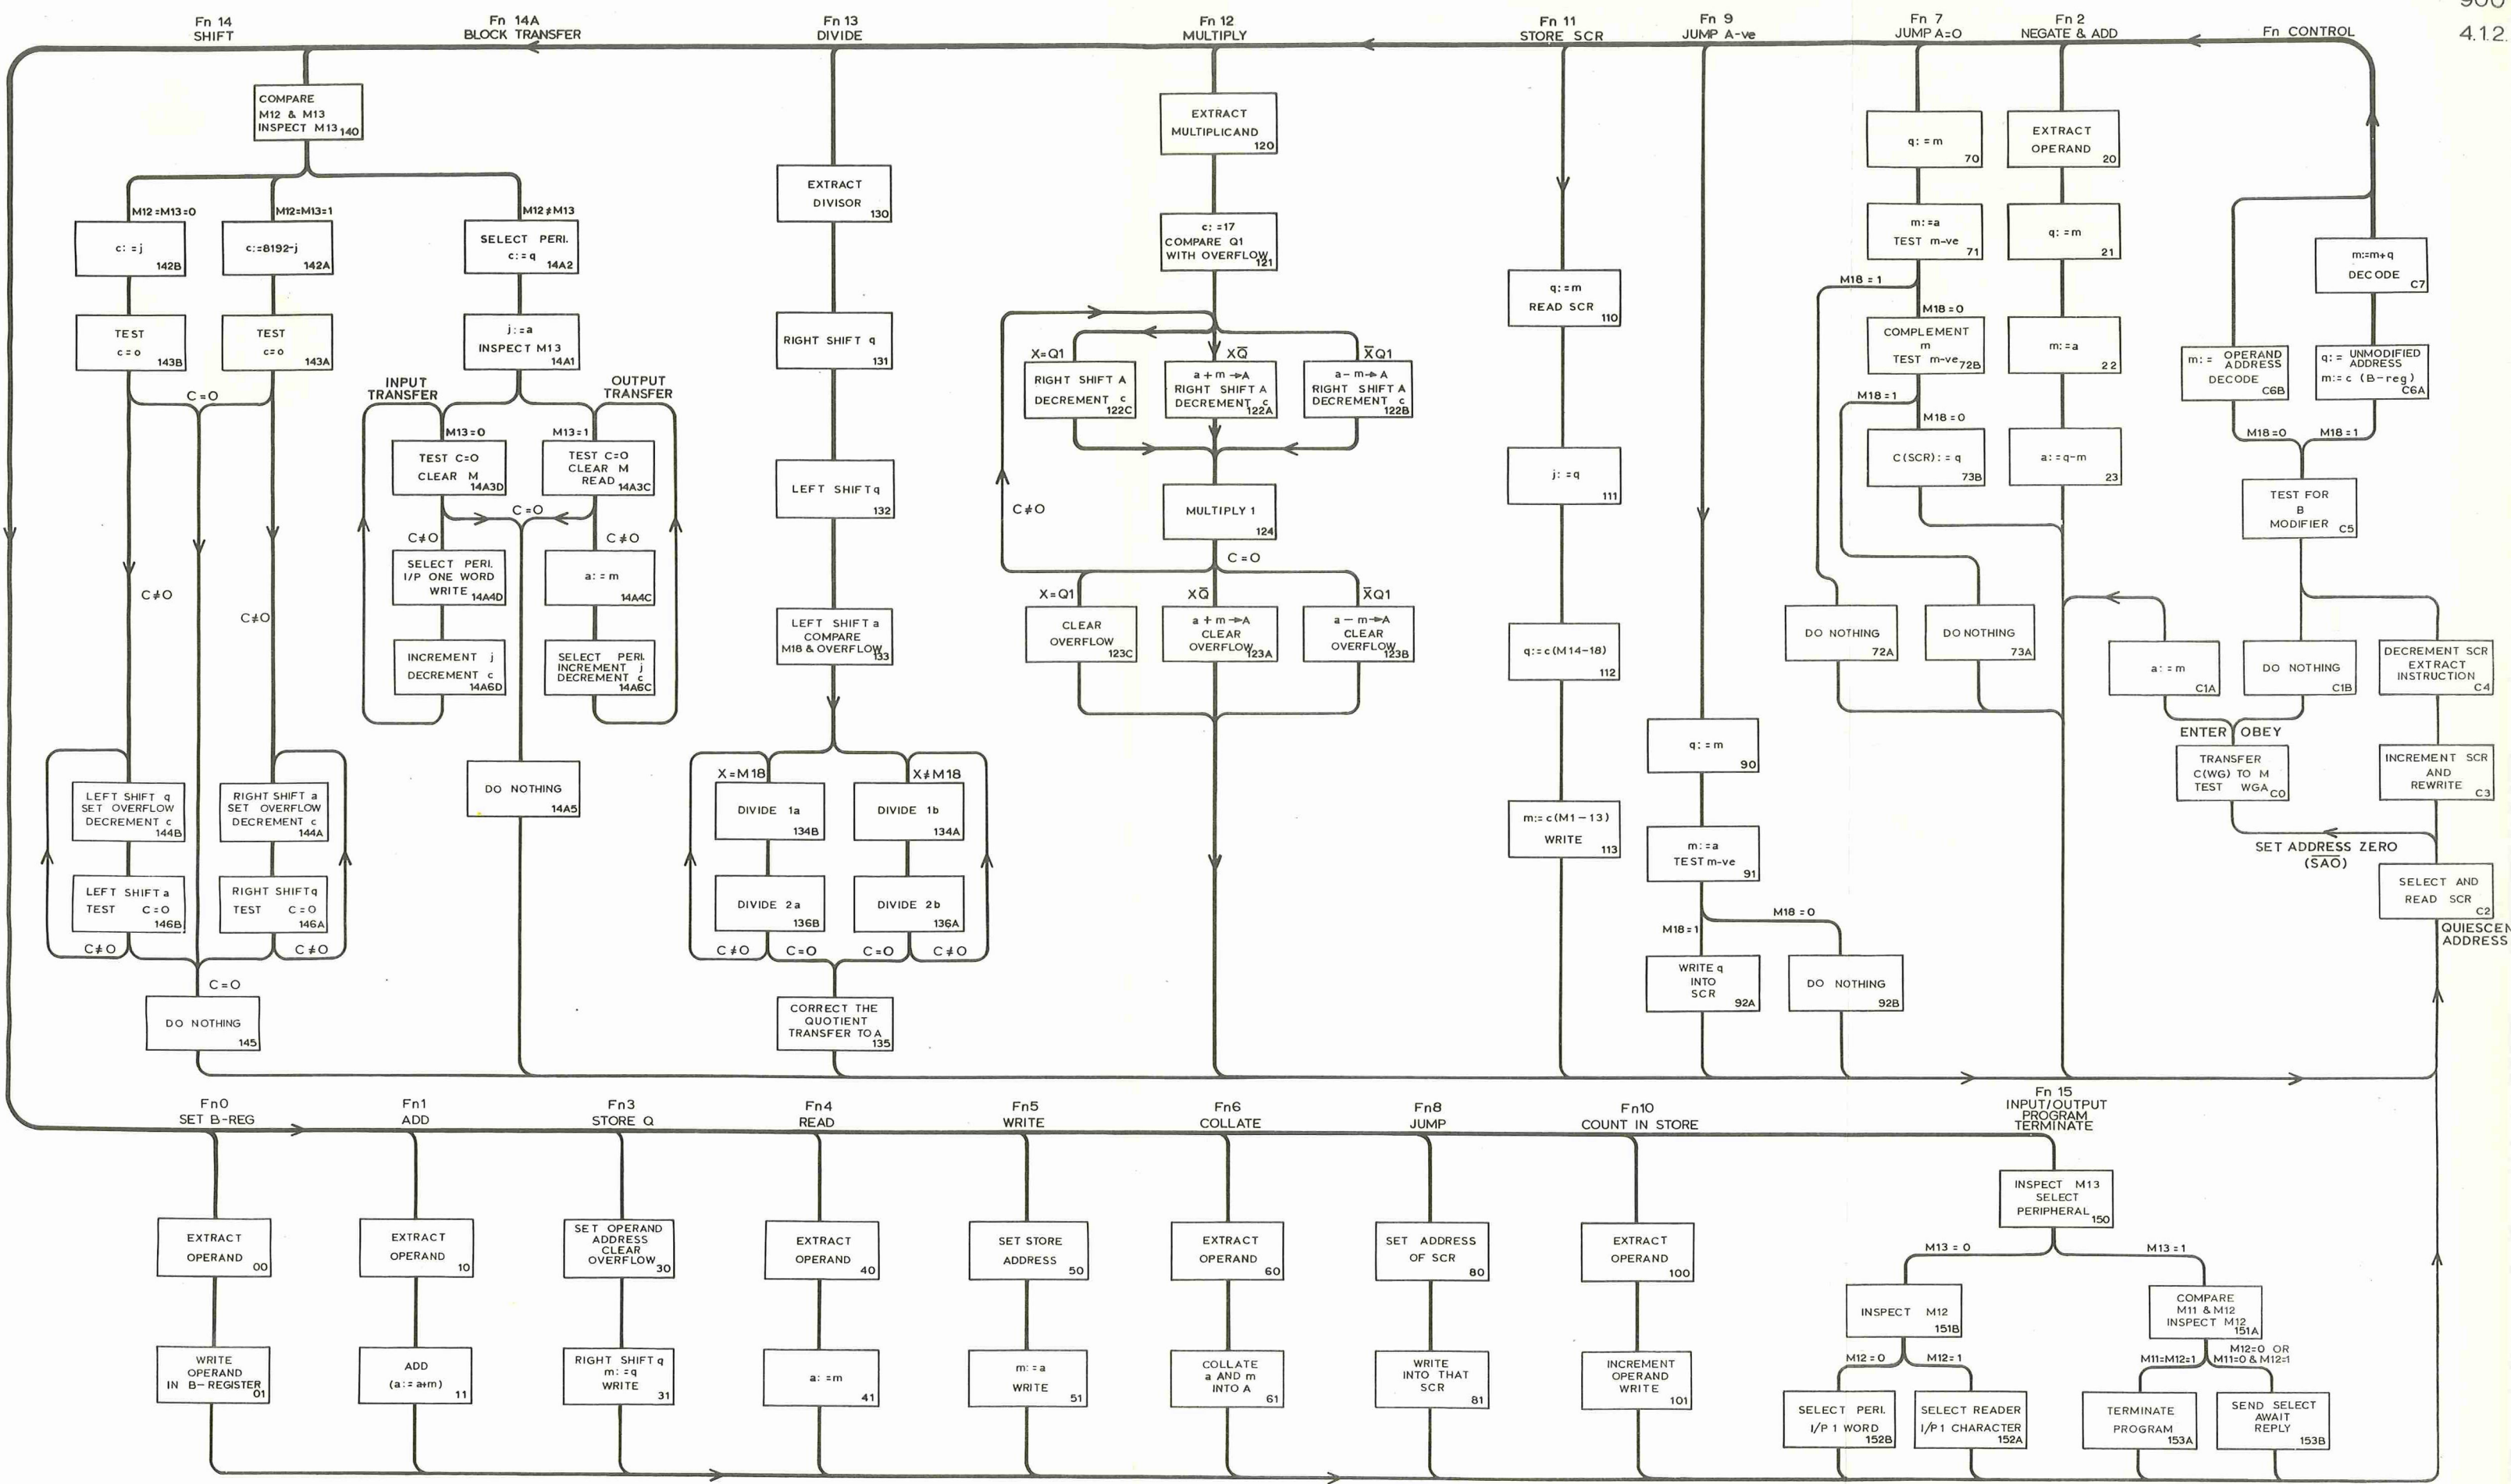 900
4.1.2.
Fn 14
SHIFT
Fn 14A
BLOCK TRANSFER
Fn 13
DIVIDE
Fn 12
MULTIPLY
Fn 11
STORE SCR
Fn 9
JUMP A-ve
Fn 7
JUMP A=O
Fn 2
NEGATE & ADD
Fn CONTROL
COMPARE
M12 & M13
INSPECT M13
140
M12=M13=0
M12=M13=1
M12≠M13
c:=j
142B
c:=8192-j
142A
SELECT PERI.
c:=q
14A2
TEST
c=o
143B
TEST
c=o
143A
j:=a
INSPECT M13
14A1
C=O
C≠O
C≠O
INPUT
TRANSFER
OUTPUT
TRANSFER
M13=0
M13=1
TEST C=O
CLEAR M
14A3D
TEST C=O
CLEAR M
READ
14A3C
C=O
C≠O
C≠O
SELECT PERI.
I/P ONE WORD
WRITE
14A4D
a:=m
14A4C
INCREMENT j
DECREMENT c
14A6D
SELECT PERI.
INCREMENT j
DECREMENT c
14A6C
DO NOTHING
14A5
LEFT SHIFT q
SET OVERFLOW
DECREMENT c
144B
RIGHT SHIFT a
SET OVERFLOW
DECREMENT c
144A
LEFT SHIFT a
TEST C=O
146B
RIGHT SHIFT q
TEST C=O
146A
C≠O
C≠O
C=O
DO NOTHING
145
EXTRACT
DIVISOR
130
RIGHT SHIFT q
131
LEFT SHIFT q
132
LEFT SHIFT a
COMPARE
M18 & OVERFLOW
133
X=M18
X≠M18
DIVIDE 1a
134B
DIVIDE 1b
134A
DIVIDE 2a
136B
DIVIDE 2b
136A
C≠O
C=O
C=O
C≠O
CORRECT THE
QUOTIENT
TRANSFER TO A
135
EXTRACT
MULTIPLICAND
120
c:=17
COMPARE Q1
WITH OVERFLOW
121
X=Q1
XQ̅
X̅Q1
RIGHT SHIFT A
DECREMENT c
122C
a+m→A
RIGHT SHIFT A
DECREMENT c
122A
a-m→A
RIGHT SHIFT A
DECREMENT c
122B
C≠O
MULTIPLY 1
124
C=O
X=Q1
XQ̅
X̅Q1
CLEAR
OVERFLOW
123C
a+m→A
CLEAR
OVERFLOW
123A
a-m→A
CLEAR
OVERFLOW
123B
q:=m
READ SCR
110
j:=q
111
q:=c(M14-18)
112
m:=c(M1-13)
WRITE
113
q:=m
90
m:=a
TEST m-ve
91
M18=0
M18=1
WRITE q
INTO
SCR
92A
DO NOTHING
92B
q:=m
70
m:=a
TEST m-ve
71
M18=1
M18=0
COMPLEMENT
m
TEST m-ve
72B
M18=1
M18=0
C(SCR):=q
73B
DO NOTHING
72A
DO NOTHING
73A
EXTRACT
OPERAND
20
q:=m
21
m:=a
22
a:=q-m
23
m:=m+q
DECODE
C7
m:= OPERAND
ADDRESS
DECODE
C6B
q:= UNMODIFIED
ADDRESS
m:=c (B-reg)
C6A
M18=0
M18=1
TEST FOR
B
MODIFIER
C5
a:=m
C1A
DO NOTHING
C1B
DECREMENT SCR
EXTRACT
INSTRUCTION
C4
ENTER
OBEY
TRANSFER
C(WG) TO M
TEST WGA
C0
INCREMENT SCR
AND
REWRITE
C3
SET ADDRESS ZERO
(S̅A̅O̅)
SELECT AND
READ SCR
C2
QUIESCEN
ADDRESS
Fn0
SET B-REG
Fn1
ADD
Fn3
STORE Q
Fn4
READ
Fn5
WRITE
Fn6
COLLATE
Fn8
JUMP
Fn10
COUNT IN STORE
Fn 15
INPUT/OUTPUT
PROGRAM
TERMINATE
EXTRACT
OPERAND
00
EXTRACT
OPERAND
10
SET OPERAND
ADDRESS
CLEAR
OVERFLOW
30
EXTRACT
OPERAND
40
SET STORE
ADDRESS
50
EXTRACT
OPERAND
60
SET ADDRESS
OF SCR
80
EXTRACT
OPERAND
100
INSPECT M13
SELECT
PERIPHERAL
150
M13=0
M13=1
INSPECT M12
151B
COMPARE
M11 & M12
INSPECT M12
151A
WRITE
OPERAND
IN B-REGISTER
01
ADD
(a:=a+m)
11
RIGHT SHIFT q
m:=q
WRITE
31
a:=m
41
m:=a
WRITE
51
COLLATE
a AND m
INTO A
61
WRITE
INTO THAT
SCR
81
INCREMENT
OPERAND
WRITE
101
M12=0
M12=1
M11=M12=1
M12=0 OR
M11=0 & M12=1
SELECT PERI.
I/P 1 WORD
152B
SELECT READER
I/P 1 CHARACTER
152A
TERMINATE
PROGRAM
153A
SEND SELECT
AWAIT
REPLY
153B